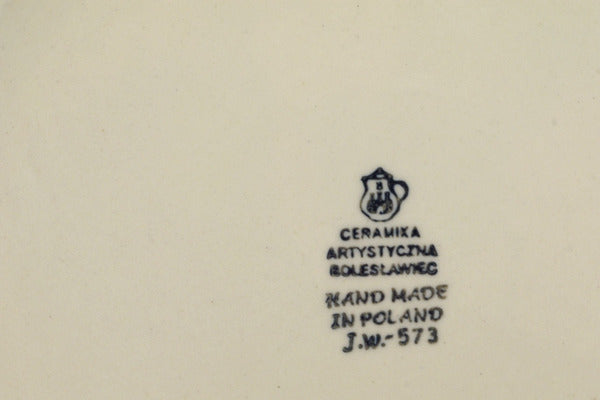 B
CERAMIKA
ARTYSTYCZNA
BOLESŁAWIEC
HAND MADE
IN POLAND
J.W.-573